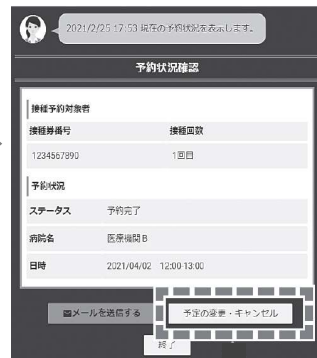 2021/2/25 17:53 現在の予約状況を表示します。
予約状況確認
接種予約対象者
接種券番号 接種回数
1234567890 1回目
予約状況
ステータス 予約完了
病院名 医療機関B
日時 2021/04/02 12:00-13:00
メールを送信する 予定の変更・キャンセル
終了